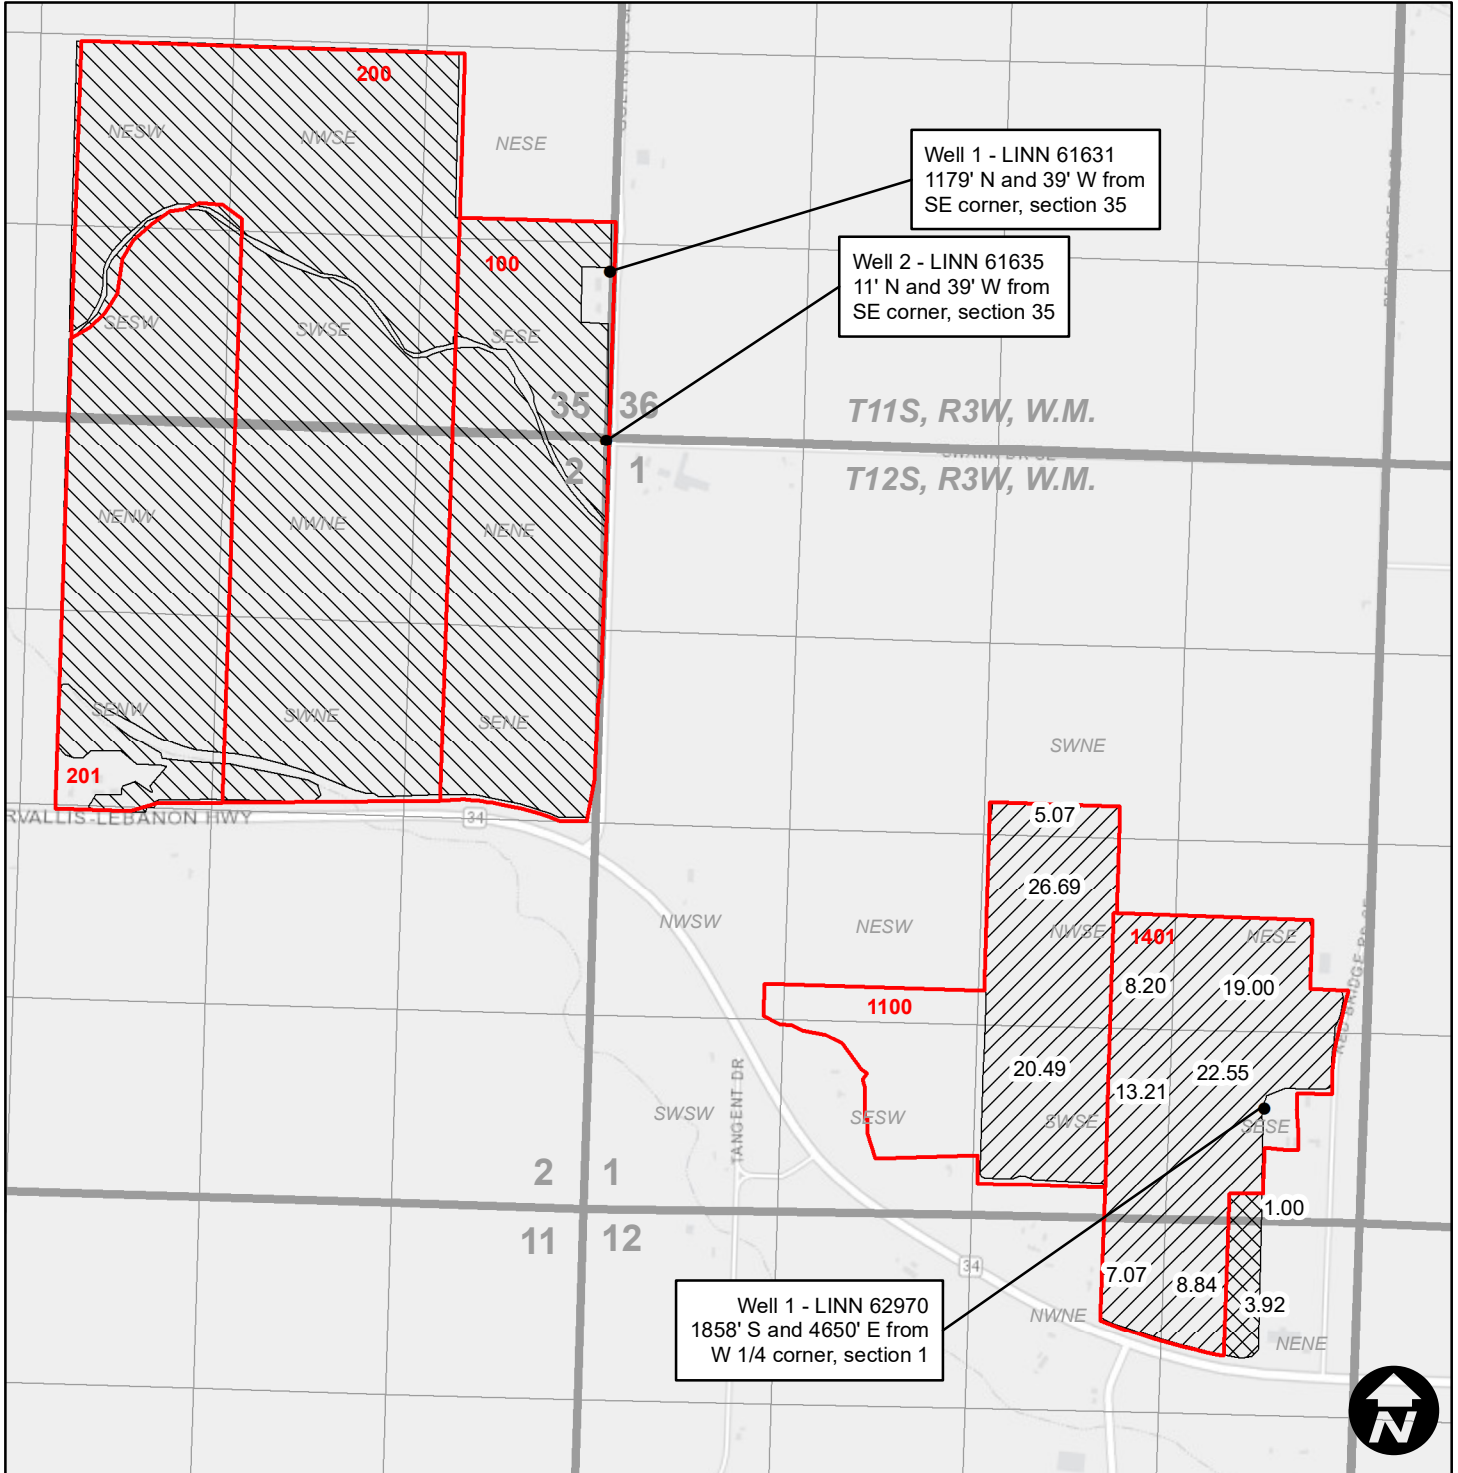 200
NESW
NWSE
NESE
Well 1 - LINN 61631
1179' N and 39' W from
SE corner, section 35
Well 2 - LINN 61635
11' N and 39' W from
SE corner, section 35
100
SESW
SWSE
SESE
35
36
T11S, R3W, W.M.
2
1
T12S, R3W, W.M.
NENW
NWNE
NENE
SENW
SWNE
SENE
SWNE
201
RVALLIS-LEBANON HWY
34
5.07
26.69
NWSW
NESW
NWSE
1401
NESE
8.20
19.00
1100
20.49
22.55
13.21
TANGENT DR
SWSW
SESW
SWSE
SESE
2
1
1.00
11
12
34
7.07
8.84
3.92
Well 1 - LINN 62970
1858' S and 4650' E from
W 1/4 corner, section 1
NWNE
NENE
N